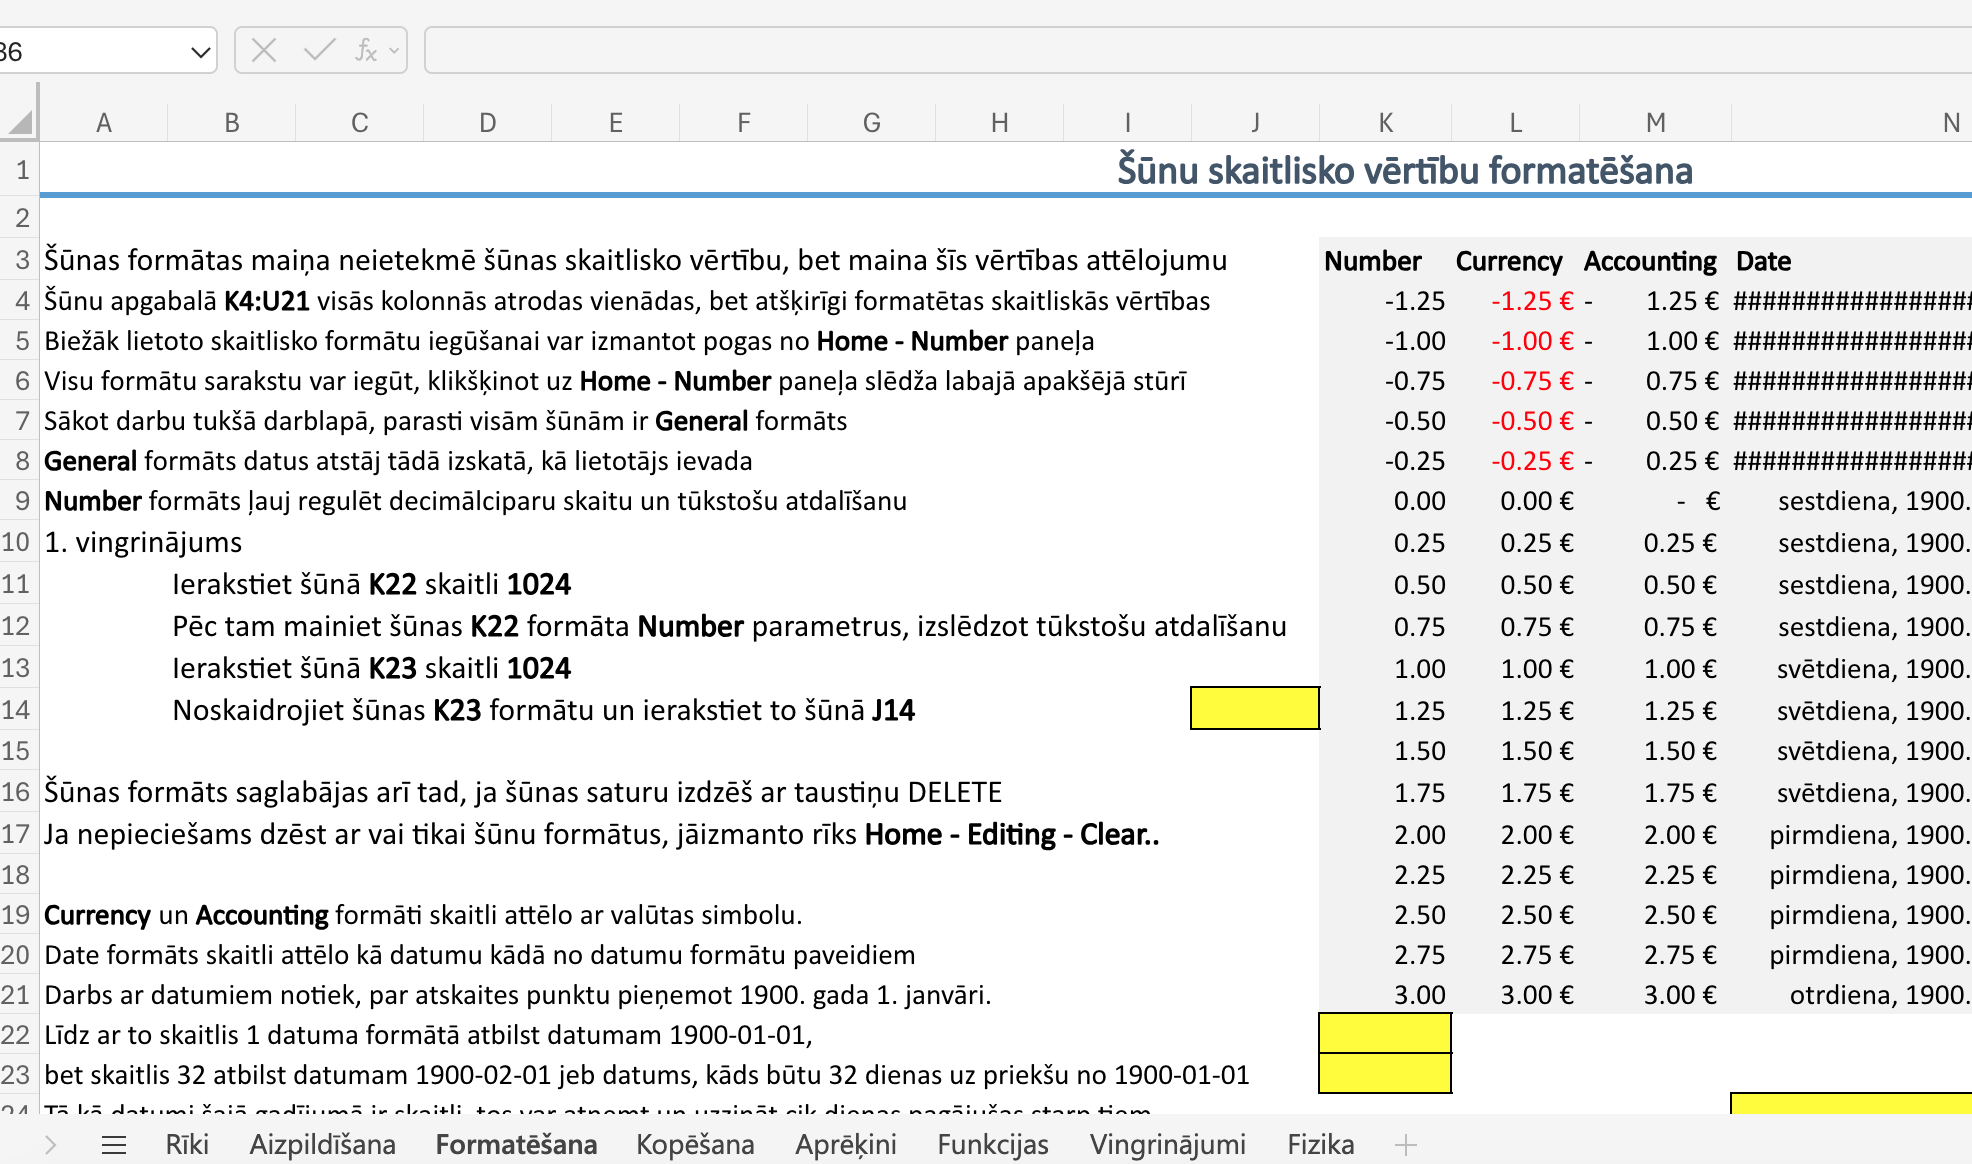 36
fx
A B C D E F G H I J K L M N
1 Šūnu skaitlisko vērtību formatēšana
2
3 Šūnas formātas maiņa neietekmē šūnas skaitlisko vērtību, bet maina šīs vērtības attēlojumu Number Currency Accounting Date
4 Šūnu apgabalā K4:U21 visās kolonnās atrodas vienādas, bet atšķirīgi formatētas skaitliskās vērtības -1.25 -1.25 € - 1.25 € #################
5 Biežāk lietoto skaitlisko formātu iegūšanai var izmantot pogas no Home - Number paneļa -1.00 -1.00 € - 1.00 € #################
6 Visu formātu sarakstu var iegūt, klikšķinot uz Home - Number paneļa slēdža labajā apakšējā stūrī -0.75 -0.75 € - 0.75 € #################
7 Sākot darbu tukšā darblapā, parasti visām šūnām ir General formāts -0.50 -0.50 € - 0.50 € #################
8 General formāts datus atstāj tādā izskatā, kā lietotājs ievada -0.25 -0.25 € - 0.25 € #################
9 Number formāts ļauj regulēt decimālciparu skaitu un tūkstošu atdalīšanu 0.00 0.00 € - € sestdiena, 1900.
10 1. vingrinājums 0.25 0.25 € 0.25 € sestdiena, 1900.
11 Ierakstiet šūnā K22 skaitli 1024 0.50 0.50 € 0.50 € sestdiena, 1900.
12 Pēc tam mainiet šūnas K22 formāta Number parametrus, izslēdzot tūkstošu atdalīšanu 0.75 0.75 € 0.75 € sestdiena, 1900.
13 Ierakstiet šūnā K23 skaitli 1024 1.00 1.00 € 1.00 € svētdiena, 1900.
14 Noskaidrojiet šūnas K23 formātu un ierakstiet to šūnā J14 1.25 1.25 € 1.25 € svētdiena, 1900.
15 1.50 1.50 € 1.50 € svētdiena, 1900.
16 Šūnas formāts saglabājas arī tad, ja šūnas saturu izdzēš ar taustiņu DELETE 1.75 1.75 € 1.75 € svētdiena, 1900.
17 Ja nepieciešams dzēst ar vai tikai šūnu formātus, jāizmanto rīks Home - Editing - Clear.. 2.00 2.00 € 2.00 € pirmdiena, 1900.
18 2.25 2.25 € 2.25 € pirmdiena, 1900.
19 Currency un Accounting formāti skaitli attēlo ar valūtas simbolu. 2.50 2.50 € 2.50 € pirmdiena, 1900.
20 Date formāts skaitli attēlo kā datumu kādā no datumu formātu paveidiem 2.75 2.75 € 2.75 € pirmdiena, 1900.
21 Darbs ar datumiem notiek, par atskaites punktu pieņemot 1900. gada 1. janvāri. 3.00 3.00 € 3.00 € otrdiena, 1900.
22 Līdz ar to skaitlis 1 datuma formātā atbilst datumam 1900-01-01,
23 bet skaitlis 32 atbilst datumam 1900-02-01 jeb datums, kāds būtu 32 dienas uz priekšu no 1900-01-01
24 Tā kā datumi šajā gadījumā ir skaitļi, tos var atņemt un uzzināt cik dienas pagājušas starp tiem
Rīki Aizpildīšana Formatēšana Kopēšana Aprēķini Funkcijas Vingrinājumi Fizika